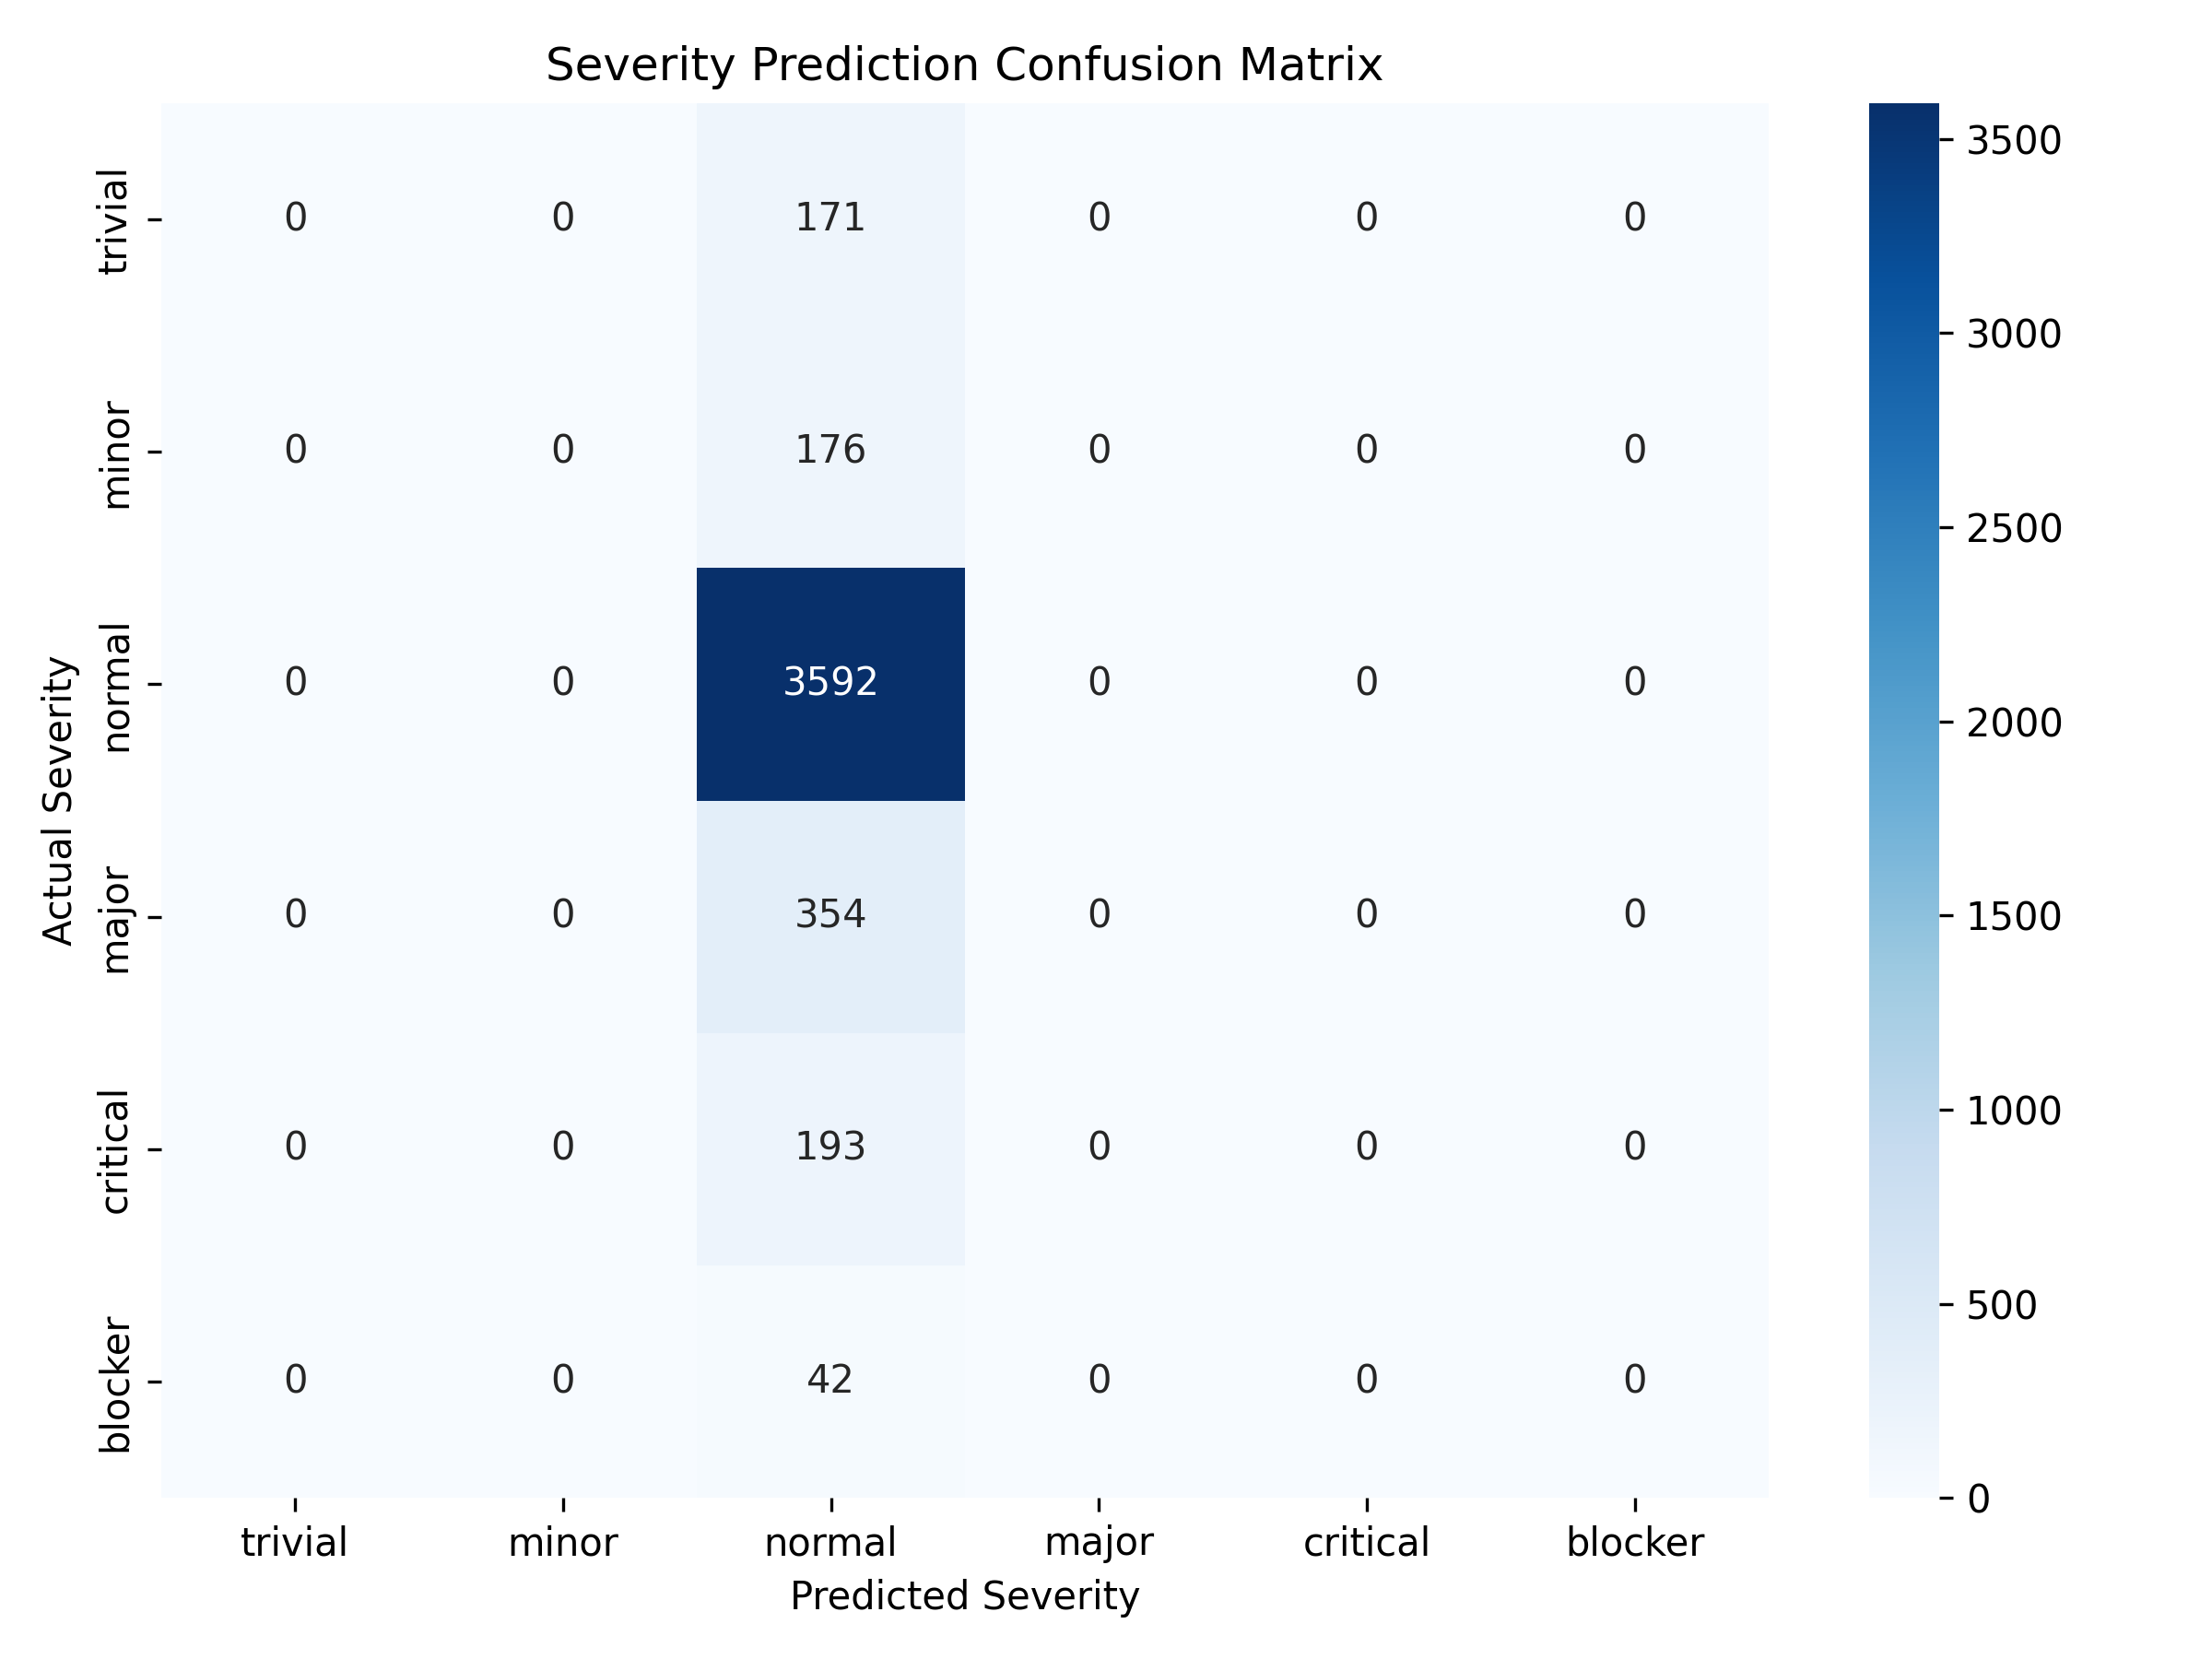 Severity Prediction Confusion Matrix
Actual Severity
trivial 0 0 171 0 0 0
minor 0 0 176 0 0 0
normal 0 0 3592 0 0 0
major 0 0 354 0 0 0
critical 0 0 193 0 0 0
blocker 0 0 42 0 0 0
trivial minor normal major critical blocker
Predicted Severity
3500
3000
2500
2000
1500
1000
500
0